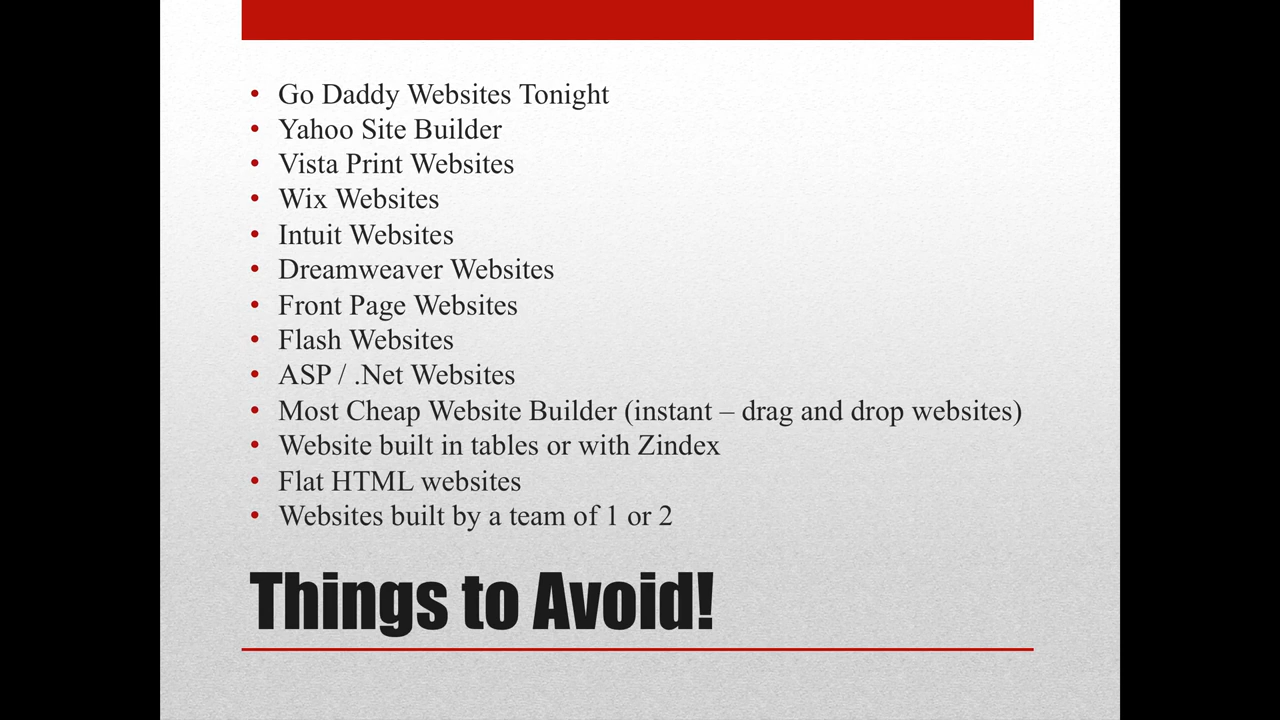 • Go Daddy Websites Tonight
• Yahoo Site Builder
• Vista Print Websites
• Wix Websites
• Intuit Websites
• Dreamweaver Websites
• Front Page Websites
• Flash Websites
• ASP / .Net Websites
• Most Cheap Website Builder (instant – drag and drop websites)
• Website built in tables or with Zindex
• Flat HTML websites
• Websites built by a team of 1 or 2
Things to Avoid!